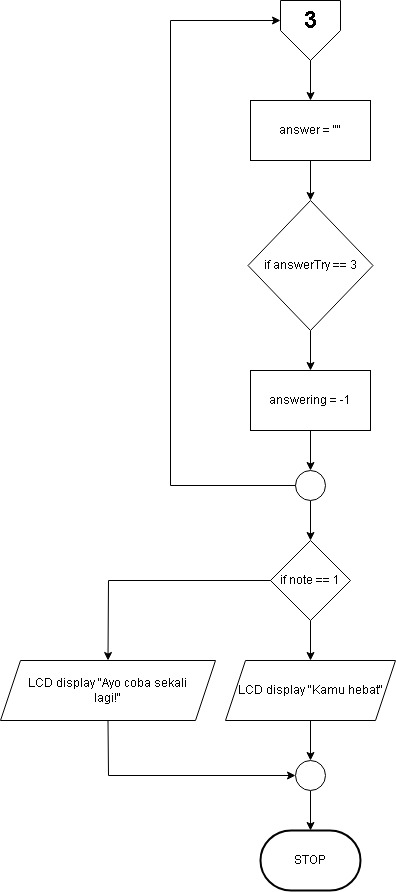 3
answer = ""
if answerTry == 3
answering = -1
if note == 1
LCD display "Ayo coba sekali
lagi!"
LCD display "Kamu hebat"
STOP